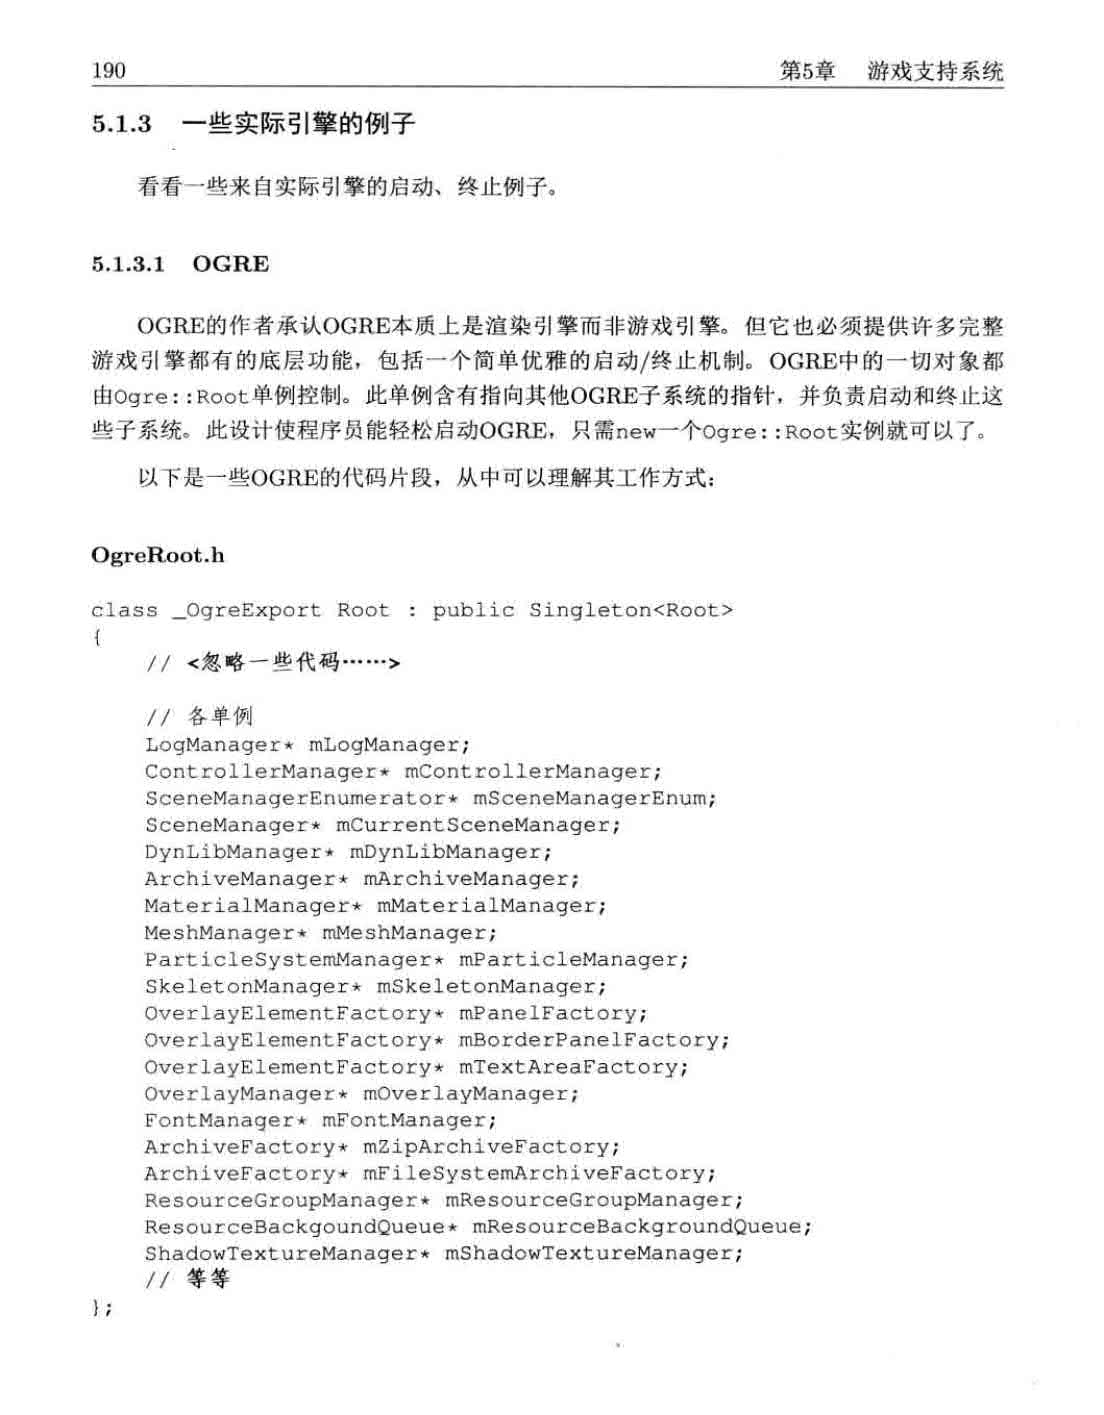 190
第5章 游戏支持系统
5.1.3 一些实际引擎的例子
看看一些来自实际引擎的启动、终止例子。
5.1.3.1 OGRE
OGRE的作者承认OGRE本质上是渲染引擎而非游戏引擎。但它也必须提供许多完整
游戏引擎都有的底层功能，包括一个简单优雅的启动/终止机制。OGRE中的一切对象都
由Ogre::Root单例控制。此单例含有指向其他OGRE子系统的指针，并负责启动和终止这
些子系统。此设计使程序员能轻松启动OGRE，只需new一个Ogre::Root实例就可以了。
以下是一些OGRE的代码片段，从中可以理解其工作方式：
OgreRoot.h
class _OgreExport Root : public Singleton<Root>
{
// <忽略一些代码……>
// 各单例
LogManager* mLogManager;
ControllerManager* mControllerManager;
SceneManagerEnumerator* mSceneManagerEnum;
SceneManager* mCurrentSceneManager;
DynLibManager* mDynLibManager;
ArchiveManager* mArchiveManager;
MaterialManager* mMaterialManager;
MeshManager* mMeshManager;
ParticleSystemManager* mParticleManager;
SkeletonManager* mSkeletonManager;
OverlayElementFactory* mPanelFactory;
OverlayElementFactory* mBorderPanelFactory;
OverlayElementFactory* mTextAreaFactory;
OverlayManager* mOverlayManager;
FontManager* mFontManager;
ArchiveFactory* mZipArchiveFactory;
ArchiveFactory* mFileSystemArchiveFactory;
ResourceGroupManager* mResourceGroupManager;
ResourceBackgoundQueue* mResourceBackgroundQueue;
ShadowTextureManager* mShadowTextureManager;
// 等等
};